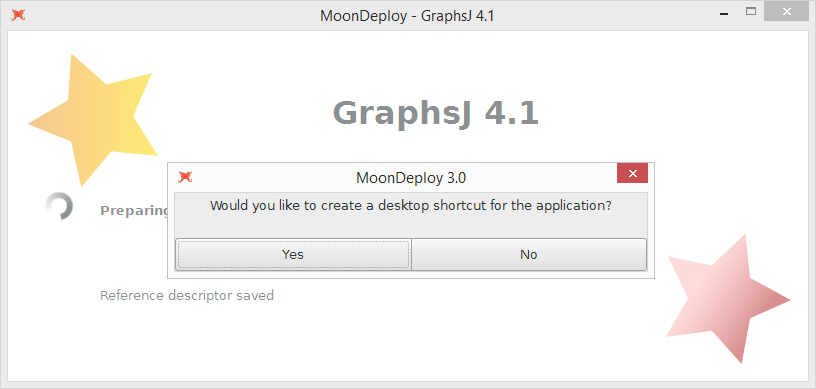 MoonDeploy - GraphsJ 4.1
GraphsJ 4.1
MoonDeploy 3.0
Would you like to create a desktop shortcut for the application?
Yes
No
Preparing
Reference descriptor saved